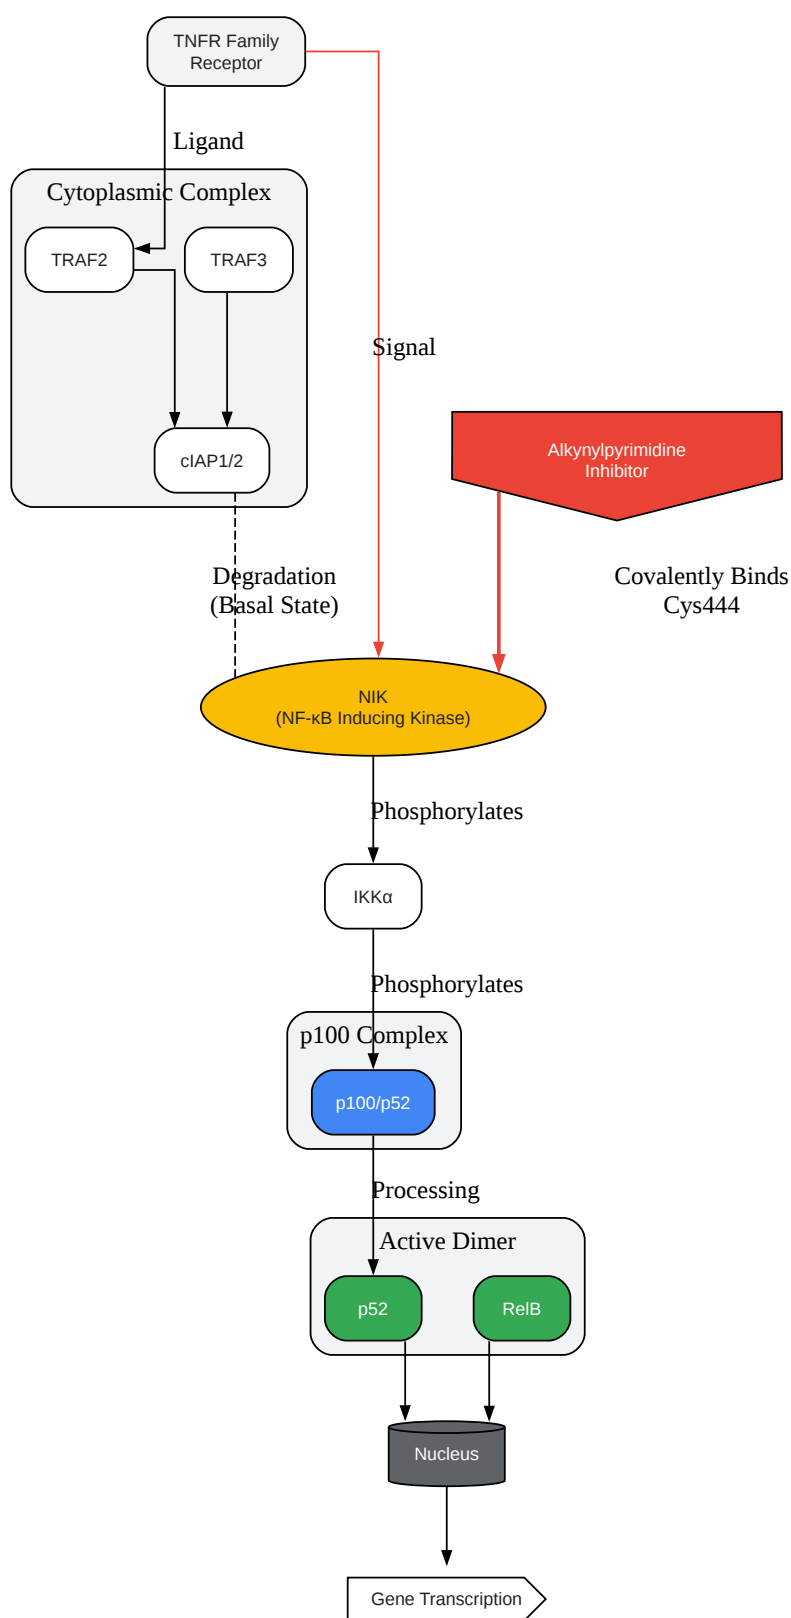 TNFR Family
Receptor
Ligand
Cytoplasmic Complex
TRAF2
TRAF3
Signal
Alkynylpyrimidine
Inhibitor
cIAP1/2
Degradation
(Basal State)
Covalently Binds
Cys444
NIK
(NF-κB Inducing Kinase)
Phosphorylates
IKKα
Phosphorylates
p100 Complex
p100/p52
Processing
Active Dimer
p52
RelB
Nucleus
Gene Transcription